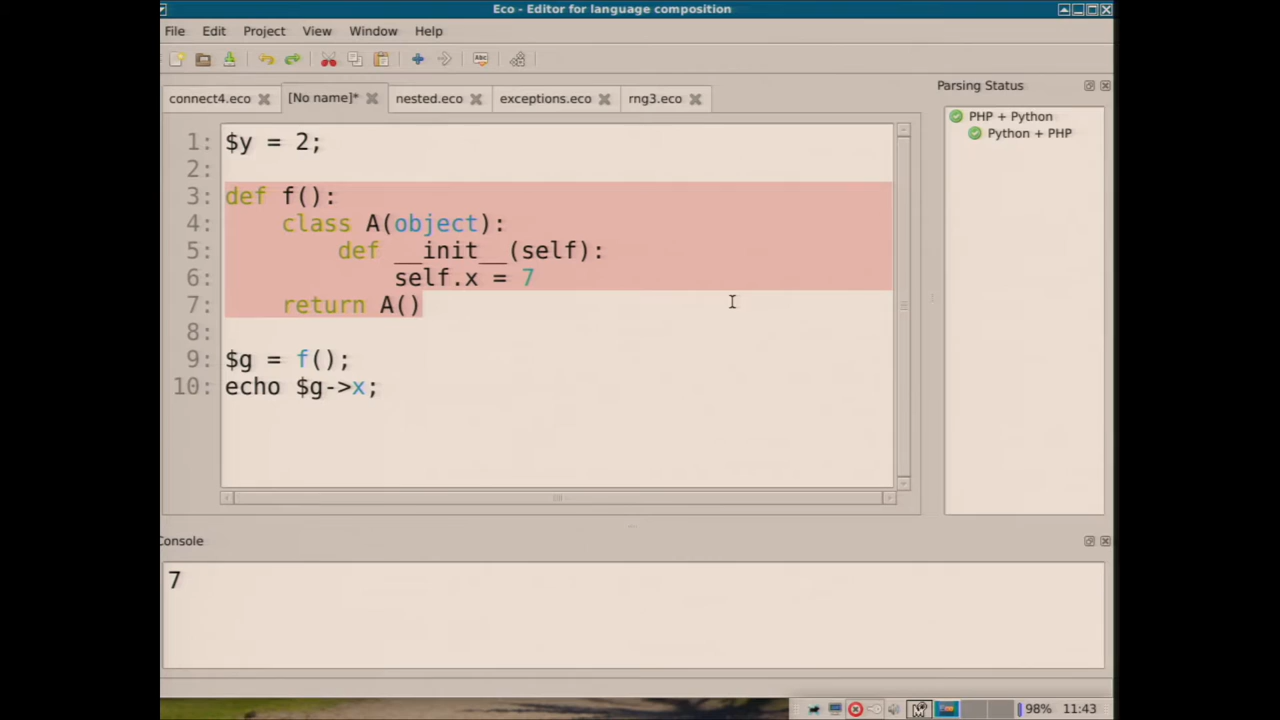 Eco - Editor for language composition
File Edit Project View Window Help
Abc
connect4.eco [No name]* nested.eco exceptions.eco rng3.eco
Parsing Status
PHP + Python
Python + PHP
1: $y = 2;
2:
3: def f():
4: class A(object):
5: def __init__(self):
6: self.x = 7
7: return A()
8:
9: $g = f();
10: echo $g->x;
Console
7
98% 11:43